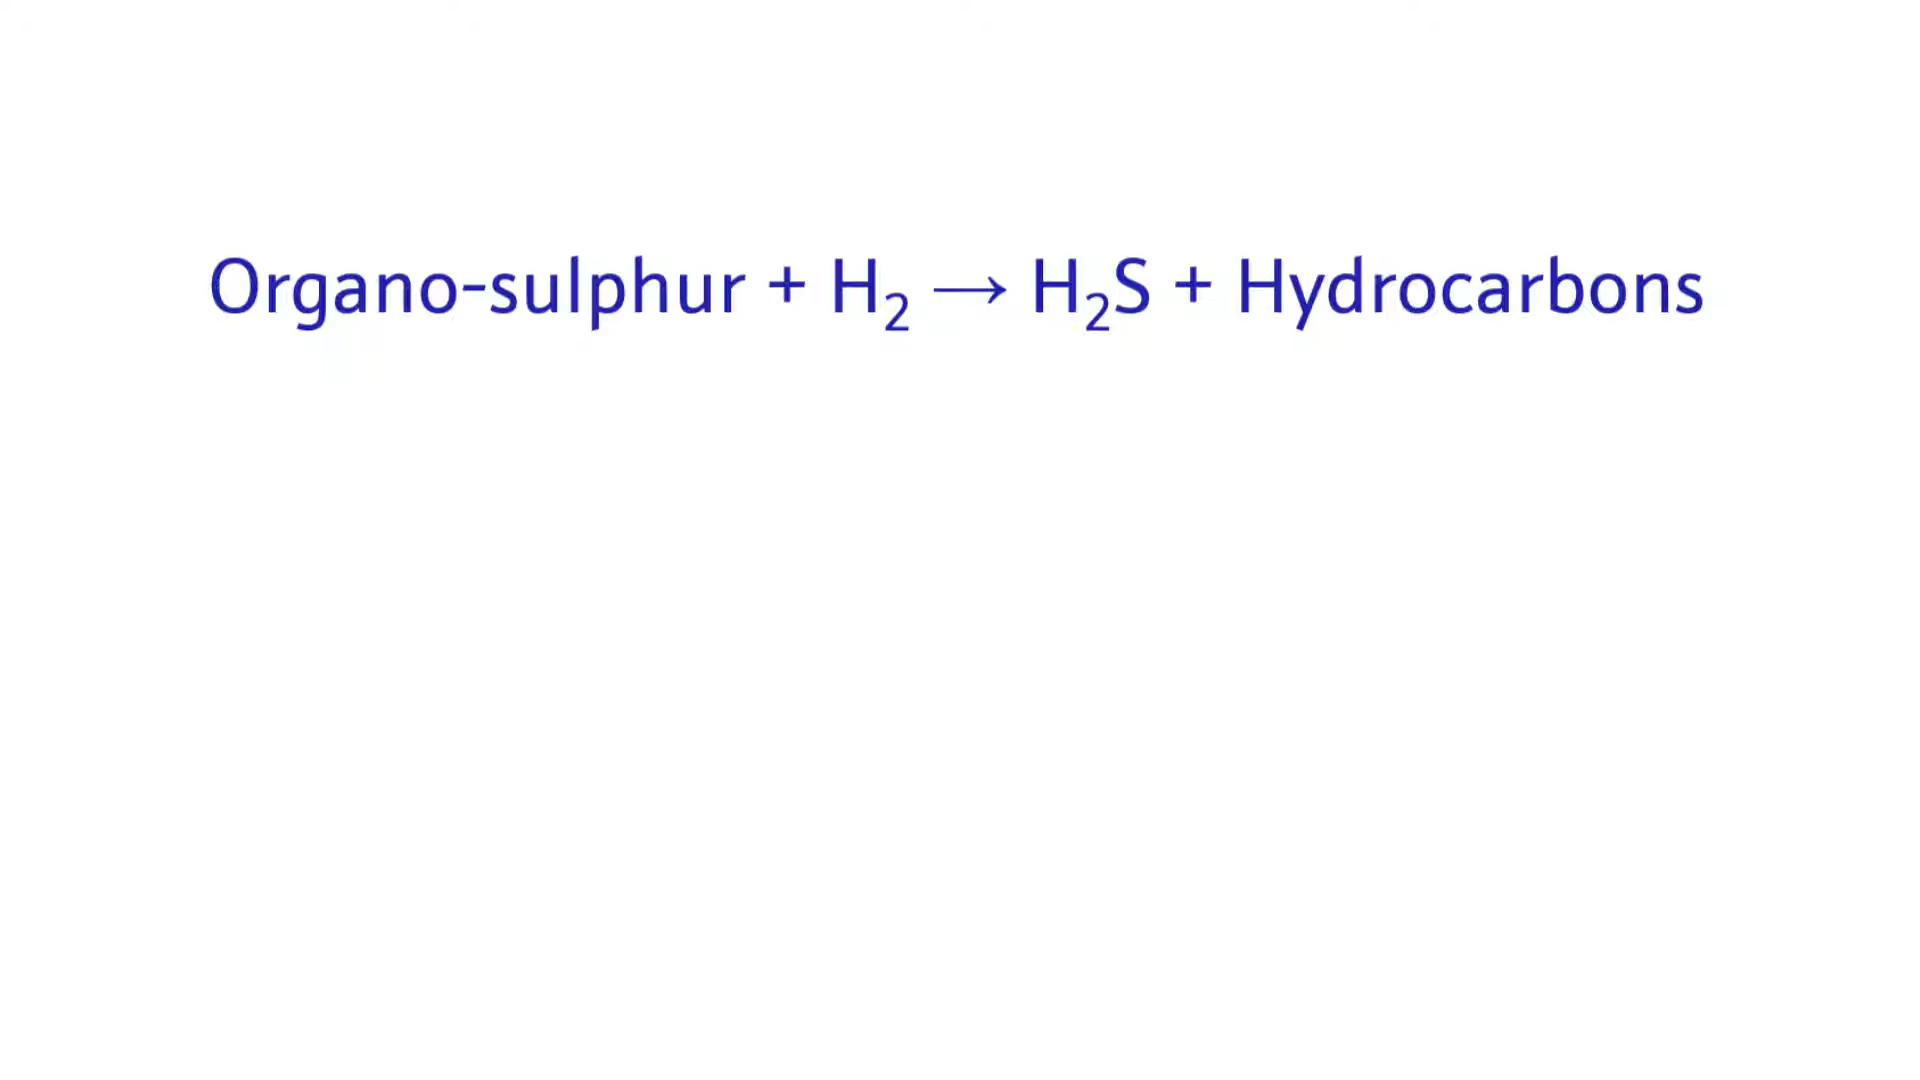 Organo-sulphur + H₂ → H₂S + Hydrocarbons